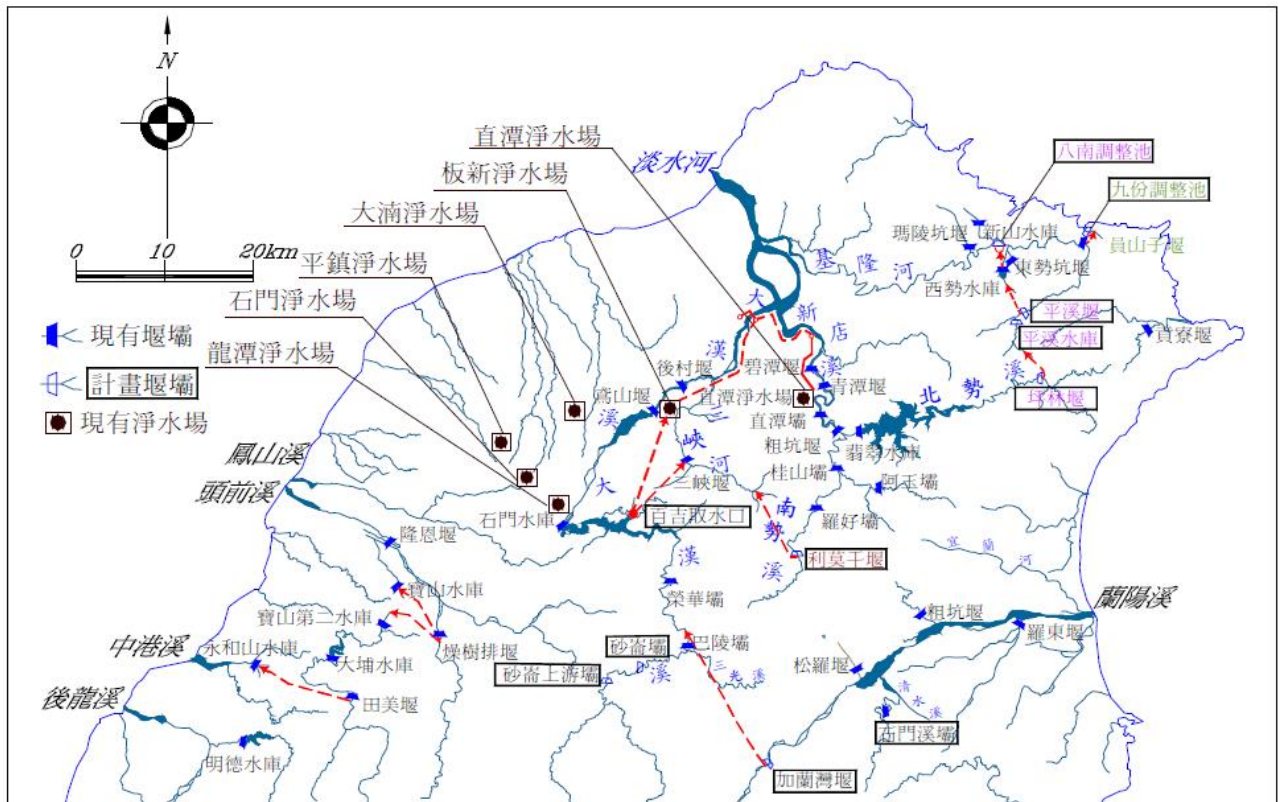 N
0 10 20km
直潭淨水場
板新淨水場
大湳淨水場
平鎮淨水場
石門淨水場
龍潭淨水場
現有堰壩
計畫堰壩
現有淨水場
淡水河
八南調整池
九份調整池
瑪陵坑堰
新山水庫
員山子堰
東勢坑堰
西勢水庫
基隆河
平溪堰
平溪水庫
貢寮堰
坪林堰
大漢溪
新店溪
後村堰
碧潭堰
青潭堰
鳶山堰
直潭淨水場
直潭壩
北勢溪
粗坑堰
翡翠水庫
三峽河
桂山壩
阿玉壩
三峽堰
羅好壩
南勢溪
石門水庫
百吉取水口
利莫干堰
宜蘭河
鳳山溪
頭前溪
隆恩堰
大漢溪
榮華壩
寶山水庫
寶山第二水庫
粗坑堰
蘭陽溪
羅東堰
中港溪
永和山水庫
大埔水庫
燥樹排堰
砂崙壩
巴陵壩
三光溪
砂崙上游壩
松羅堰
清水溪
後龍溪
田美堰
石門溪壩
明德水庫
加蘭灣堰